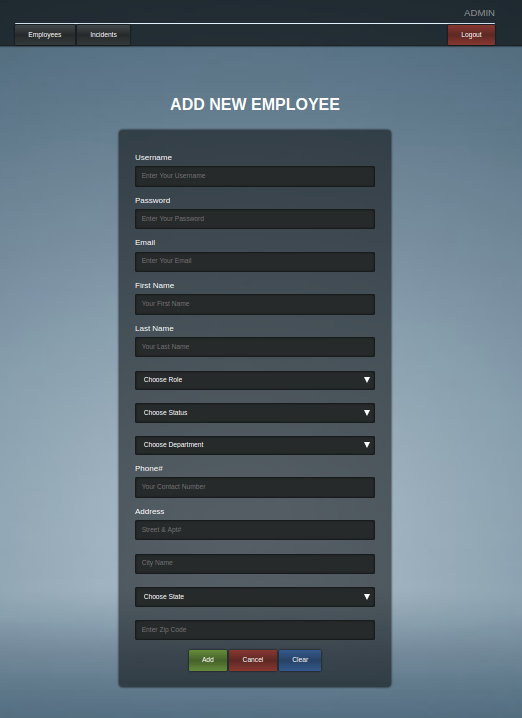 ADMIN
Employees Incidents Logout
ADD NEW EMPLOYEE
Username
Enter Your Username
Password
Enter Your Password
Email
Enter Your Email
First Name
Your First Name
Last Name
Your Last Name
Choose Role
Choose Status
Choose Department
Phone#
Your Contact Number
Address
Street & Apt#
City Name
Choose State
Enter Zip Code
Add Cancel Clear